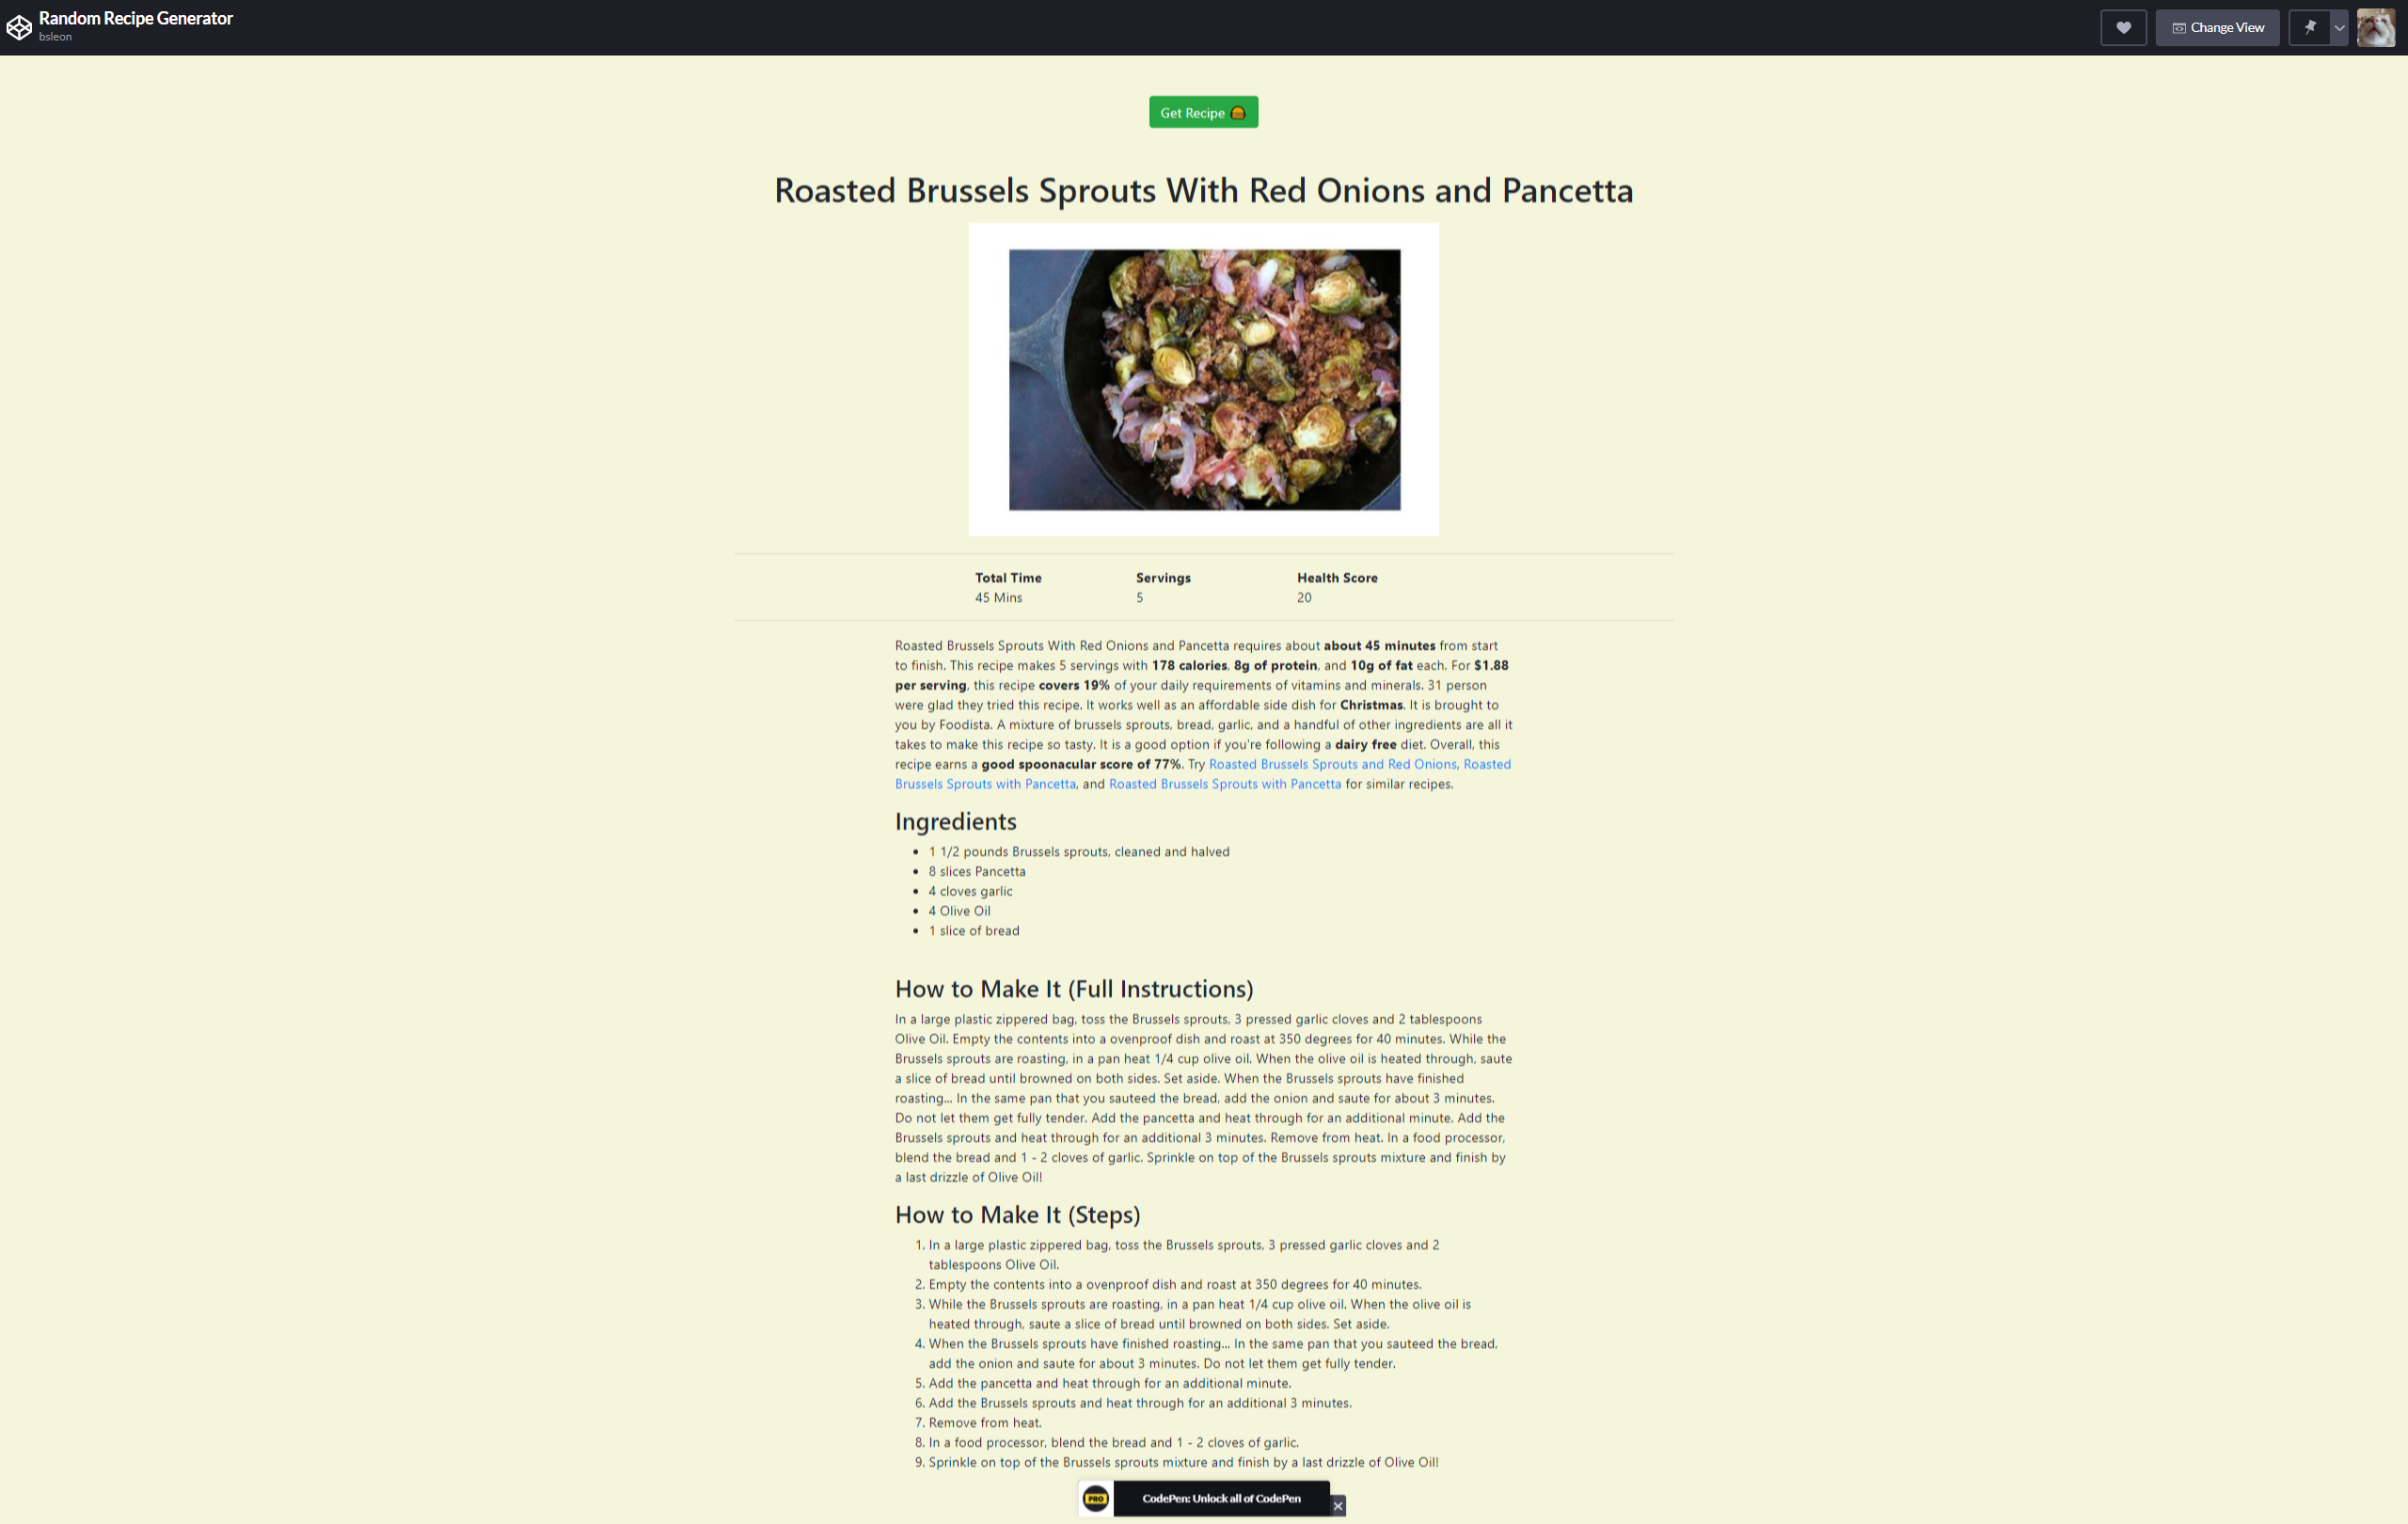 Random Recipe Generator
bsleon
Change View
Get Recipe
Roasted Brussels Sprouts With Red Onions and Pancetta
Total Time Servings Health Score
45 Mins 5 20
Roasted Brussels Sprouts With Red Onions and Pancetta requires about about 45 minutes from start
to finish. This recipe makes 5 servings with 178 calories, 8g of protein, and 10g of fat each. For $1.88
per serving, this recipe covers 19% of your daily requirements of vitamins and minerals. 31 person
were glad they tried this recipe. It works well as an affordable side dish for Christmas. It is brought to
you by Foodista. A mixture of brussels sprouts, bread, garlic, and a handful of other ingredients are all it
takes to make this recipe so tasty. It is a good option if you're following a dairy free diet. Overall, this
recipe earns a good spoonacular score of 77%. Try Roasted Brussels Sprouts and Red Onions, Roasted
Brussels Sprouts with Pancetta, and Roasted Brussels Sprouts with Pancetta for similar recipes.
Ingredients
• 1 1/2 pounds Brussels sprouts, cleaned and halved
• 8 slices Pancetta
• 4 cloves garlic
• 4 Olive Oil
• 1 slice of bread
How to Make It (Full Instructions)
In a large plastic zippered bag, toss the Brussels sprouts, 3 pressed garlic cloves and 2 tablespoons
Olive Oil. Empty the contents into a ovenproof dish and roast at 350 degrees for 40 minutes. While the
Brussels sprouts are roasting, in a pan heat 1/4 cup olive oil. When the olive oil is heated through, saute
a slice of bread until browned on both sides. Set aside. When the Brussels sprouts have finished
roasting... In the same pan that you sauteed the bread, add the onion and saute for about 3 minutes.
Do not let them get fully tender. Add the pancetta and heat through for an additional minute. Add the
Brussels sprouts and heat through for an additional 3 minutes. Remove from heat. In a food processor,
blend the bread and 1 - 2 cloves of garlic. Sprinkle on top of the Brussels sprouts mixture and finish by
a last drizzle of Olive Oil!
How to Make It (Steps)
1. In a large plastic zippered bag, toss the Brussels sprouts, 3 pressed garlic cloves and 2
tablespoons Olive Oil.
2. Empty the contents into a ovenproof dish and roast at 350 degrees for 40 minutes.
3. While the Brussels sprouts are roasting, in a pan heat 1/4 cup olive oil. When the olive oil is
heated through, saute a slice of bread until browned on both sides. Set aside.
4. When the Brussels sprouts have finished roasting... In the same pan that you sauteed the bread,
add the onion and saute for about 3 minutes. Do not let them get fully tender.
5. Add the pancetta and heat through for an additional minute.
6. Add the Brussels sprouts and heat through for an additional 3 minutes.
7. Remove from heat.
8. In a food processor, blend the bread and 1 - 2 cloves of garlic.
9. Sprinkle on top of the Brussels sprouts mixture and finish by a last drizzle of Olive Oil!
PRO CodePen: Unlock all of CodePen